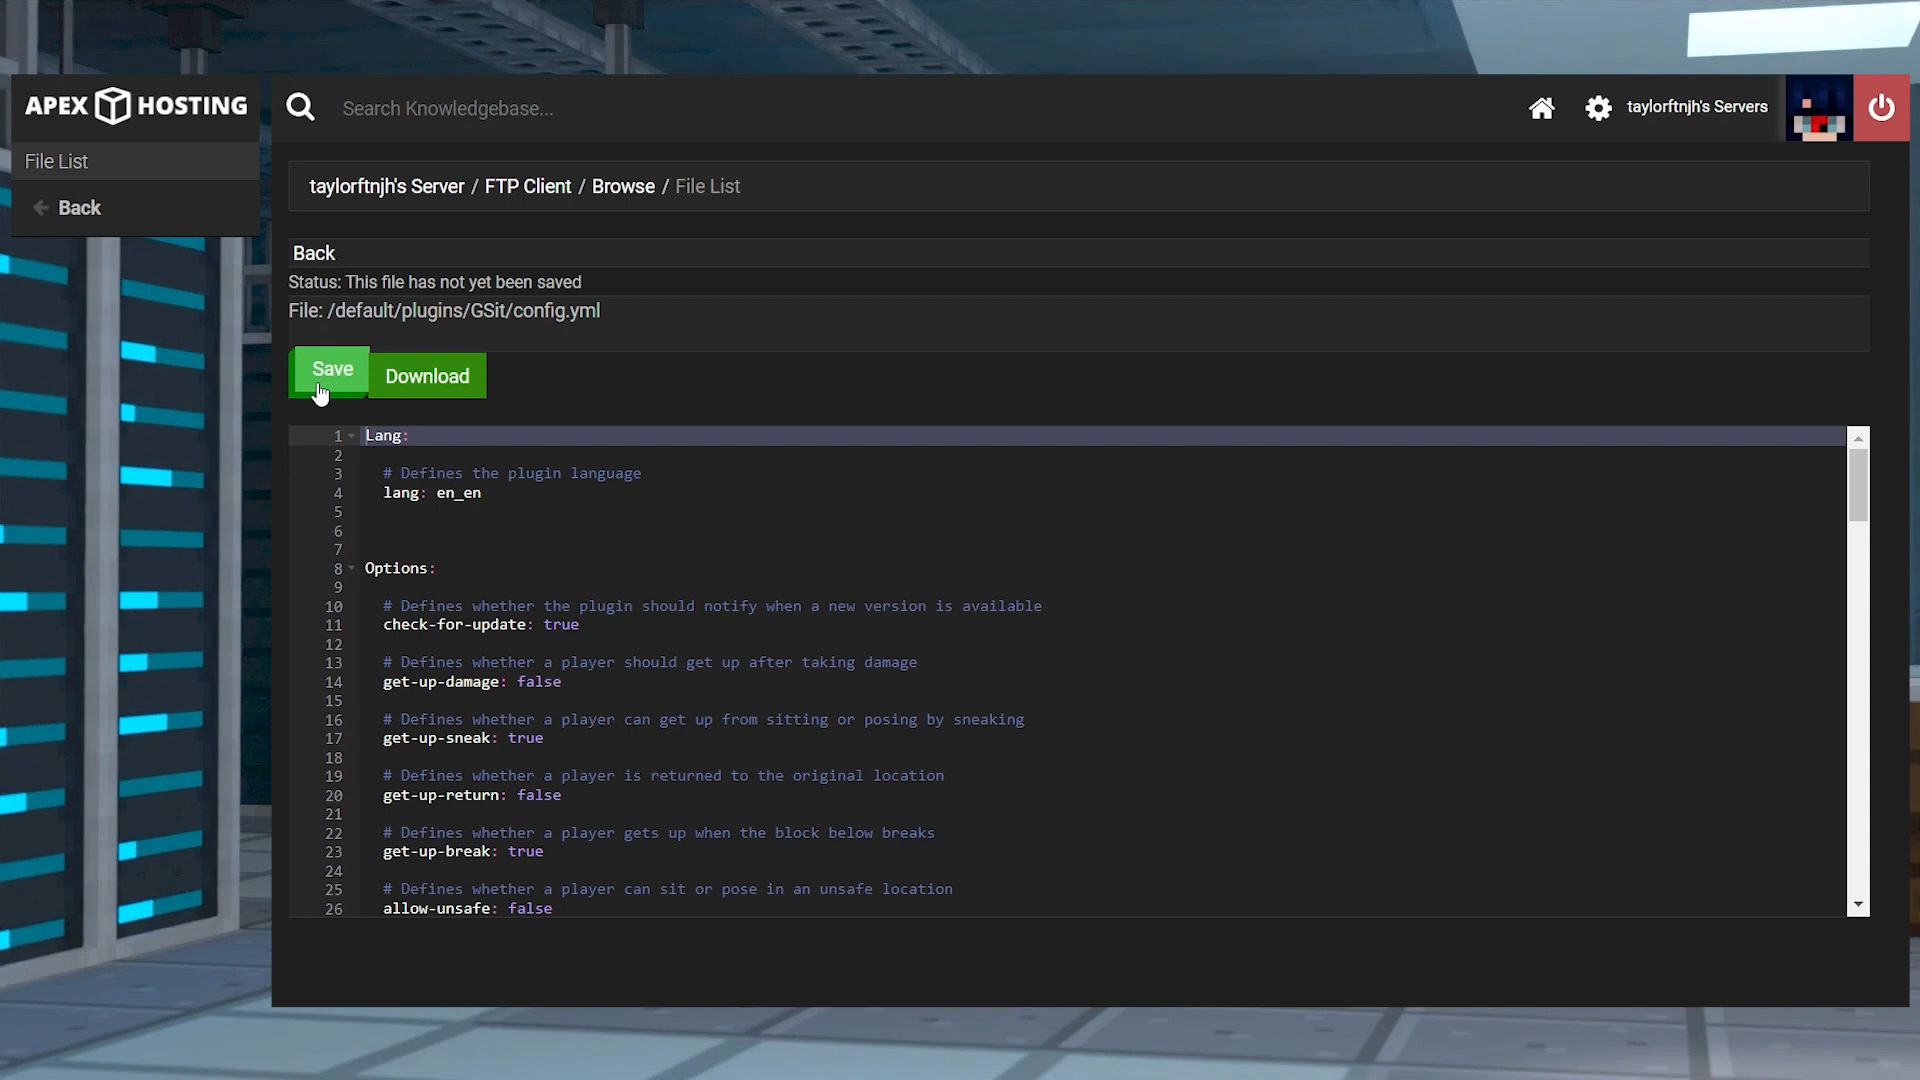 APEX HOSTING
Search Knowledgebase...
taylorftnjh's Servers
File List
Back
taylorftnjh's Server / FTP Client / Browse / File List
Back
Status: This file has not yet been saved
File: /default/plugins/GSit/config.yml
Save
Download
1 Lang:
2
3 # Defines the plugin language
4 lang: en_en
5
6
7
8 Options:
9
10 # Defines whether the plugin should notify when a new version is available
11 check-for-update: true
12
13 # Defines whether a player should get up after taking damage
14 get-up-damage: false
15
16 # Defines whether a player can get up from sitting or posing by sneaking
17 get-up-sneak: true
18
19 # Defines whether a player is returned to the original location
20 get-up-return: false
21
22 # Defines whether a player gets up when the block below breaks
23 get-up-break: true
24
25 # Defines whether a player can sit or pose in an unsafe location
26 allow-unsafe: false